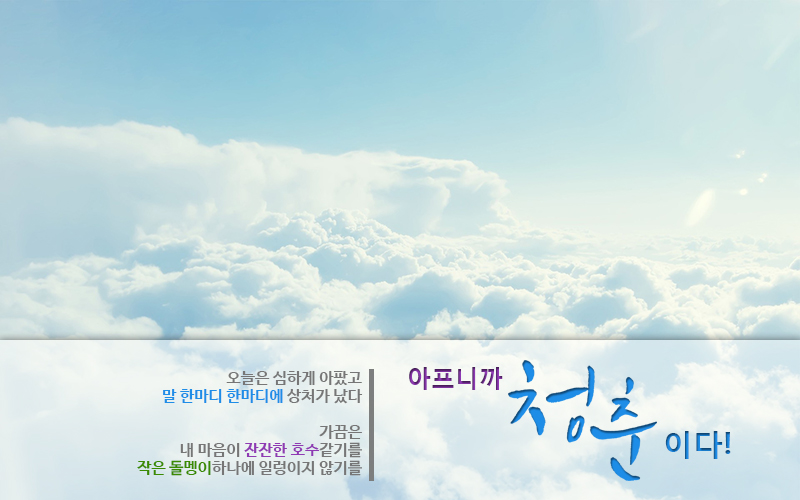 오늘은 심하게 아팠고
말 한마디 한마디에 상처가 났다
가끔은
내 마음이 잔잔한 호수같기를
작은 돌멩이하나에 일렁이지 않기를
아프니까 청춘이다!